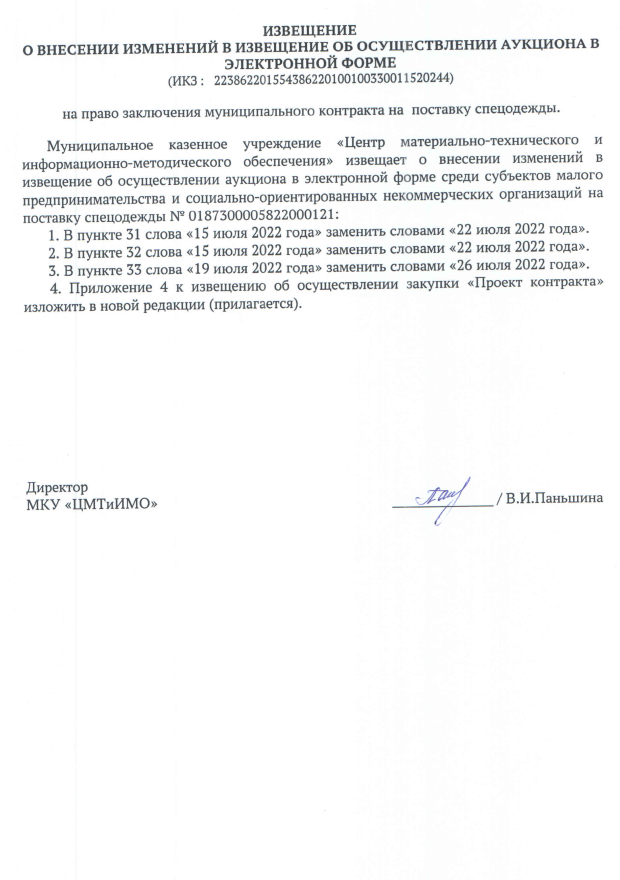 ИЗВЕЩЕНИЕ
О ВНЕСЕНИИ ИЗМЕНЕНИЙ В ИЗВЕЩЕНИЕ ОБ ОСУЩЕСТВЛЕНИИ АУКЦИОНА В
ЭЛЕКТРОННОЙ ФОРМЕ
(ИКЗ : 223862201554386220100100330011520244)
на право заключения муниципального контракта на поставку спецодежды.
Муниципальное казенное учреждение «Центр материально-технического и
информационно-методического обеспечения» извещает о внесении изменений в
извещение об осуществлении аукциона в электронной форме среди субъектов малого
предпринимательства и социально-ориентированных некоммерческих организаций на
поставку спецодежды № 0187300005822000121:
1. В пункте 31 слова «15 июля 2022 года» заменить словами «22 июля 2022 года».
2. В пункте 32 слова «15 июля 2022 года» заменить словами «22 июля 2022 года».
3. В пункте 33 слова «19 июля 2022 года» заменить словами «26 июля 2022 года».
4. Приложение 4 к извещению об осуществлении закупки «Проект контракта»
изложить в новой редакции (прилагается).
Директор
МКУ «ЦМТиИМО» / В.И.Паньшина